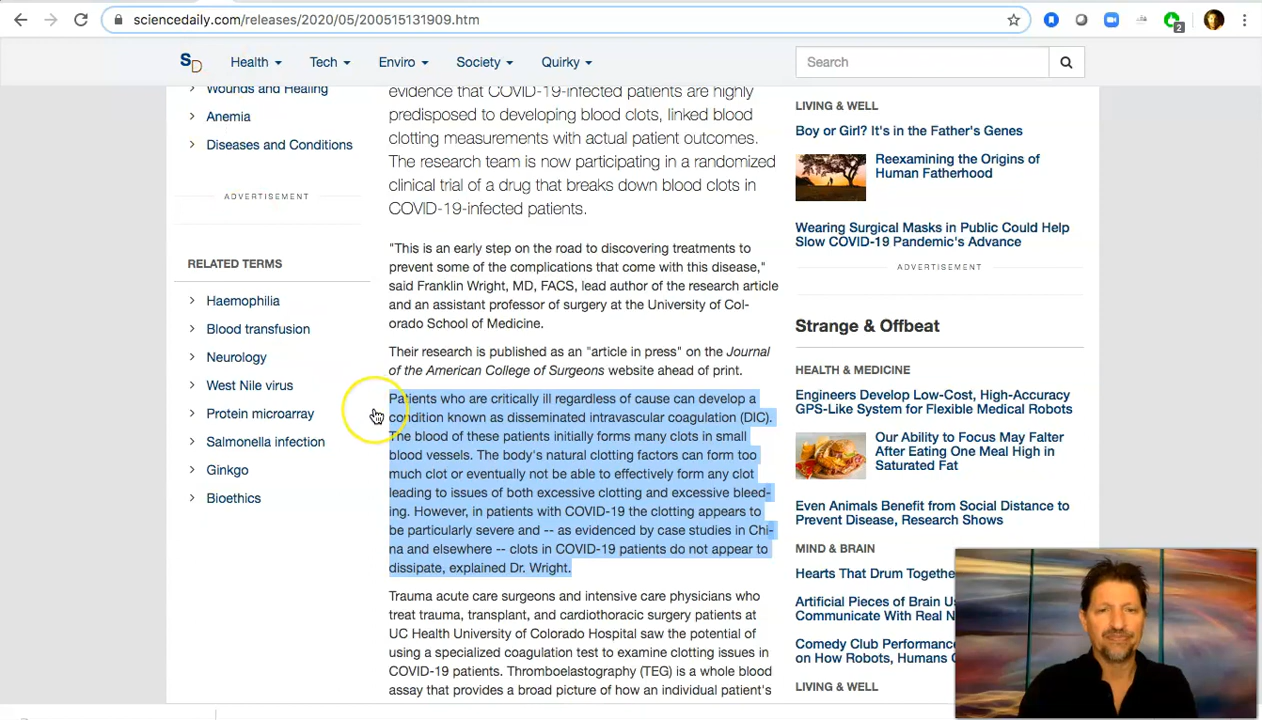 sciencedaily.com/releases/2020/05/200515131909.htm
2
SD
Health
Tech
Enviro
Society
Quirky
Search
Wounds and Healing
Anemia
Diseases and Conditions
ADVERTISEMENT
RELATED TERMS
Haemophilia
Blood transfusion
Neurology
West Nile virus
Protein microarray
Salmonella infection
Ginkgo
Bioethics
evidence that COVID-19-infected patients are highly
predisposed to developing blood clots, linked blood
clotting measurements with actual patient outcomes.
The research team is now participating in a randomized
clinical trial of a drug that breaks down blood clots in
COVID-19-infected patients.
"This is an early step on the road to discovering treatments to
prevent some of the complications that come with this disease,"
said Franklin Wright, MD, FACS, lead author of the research article
and an assistant professor of surgery at the University of Col-
orado School of Medicine.
Their research is published as an "article in press" on the Journal
of the American College of Surgeons website ahead of print.
Patients who are critically ill regardless of cause can develop a
condition known as disseminated intravascular coagulation (DIC).
The blood of these patients initially forms many clots in small
blood vessels. The body's natural clotting factors can form too
much clot or eventually not be able to effectively form any clot
leading to issues of both excessive clotting and excessive bleed-
ing. However, in patients with COVID-19 the clotting appears to
be particularly severe and -- as evidenced by case studies in Chi-
na and elsewhere -- clots in COVID-19 patients do not appear to
dissipate, explained Dr. Wright.
Trauma acute care surgeons and intensive care physicians who
treat trauma, transplant, and cardiothoracic surgery patients at
UC Health University of Colorado Hospital saw the potential of
using a specialized coagulation test to examine clotting issues in
COVID-19 patients. Thromboelastography (TEG) is a whole blood
assay that provides a broad picture of how an individual patient's
LIVING & WELL
Boy or Girl? It's in the Father's Genes
Reexamining the Origins of
Human Fatherhood
Wearing Surgical Masks in Public Could Help
Slow COVID-19 Pandemic's Advance
ADVERTISEMENT
Strange & Offbeat
HEALTH & MEDICINE
Engineers Develop Low-Cost, High-Accuracy
GPS-Like System for Flexible Medical Robots
Our Ability to Focus May Falter
After Eating One Meal High in
Saturated Fat
Even Animals Benefit from Social Distance to
Prevent Disease, Research Shows
MIND & BRAIN
Hearts That Drum Togethe
Artificial Pieces of Brain Us
Communicate With Real N
Comedy Club Performance
on How Robots, Humans C
LIVING & WELL